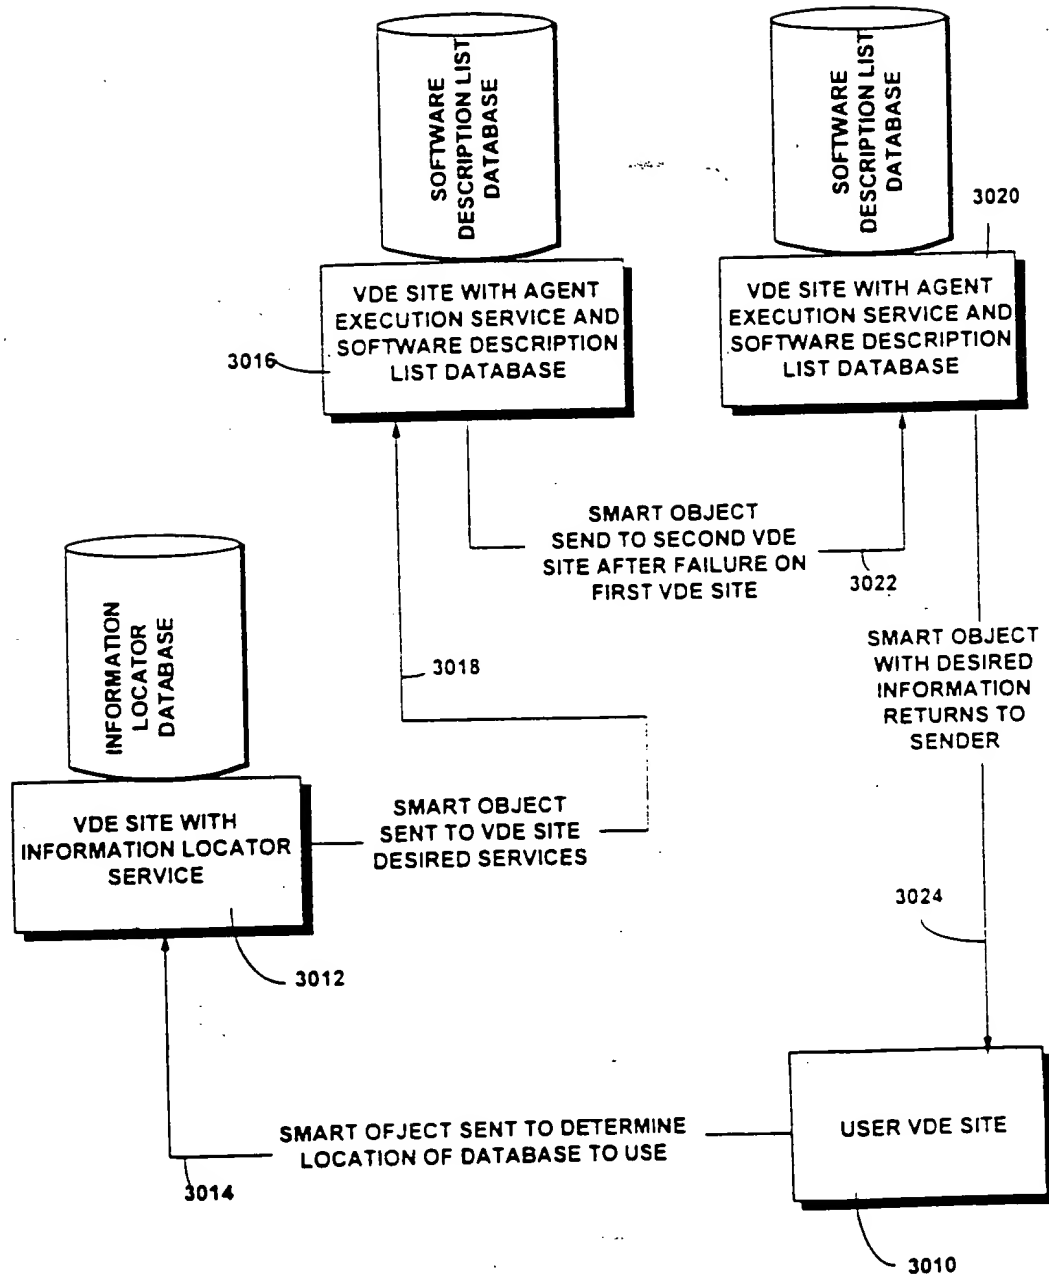 SOFTWARE
DESCRIPTION LIST
DATABASE
SOFTWARE
DESCRIPTION LIST
DATABASE
3020
VDE SITE WITH AGENT
EXECUTION SERVICE AND
SOFTWARE DESCRIPTION
LIST DATABASE
3016
VDE SITE WITH AGENT
EXECUTION SERVICE AND
SOFTWARE DESCRIPTION
LIST DATABASE
SMART OBJECT
SEND TO SECOND VDE
SITE AFTER FAILURE ON
FIRST VDE SITE
3022
INFORMATION
LOCATOR
DATABASE
3018
SMART OBJECT
WITH DESIRED
INFORMATION
RETURNS TO
SENDER
VDE SITE WITH
INFORMATION LOCATOR
SERVICE
SMART OBJECT
SENT TO VDE SITE
DESIRED SERVICES
3024
3012
USER VDE SITE
SMART OFJECT SENT TO DETERMINE
LOCATION OF DATABASE TO USE
3014
3010